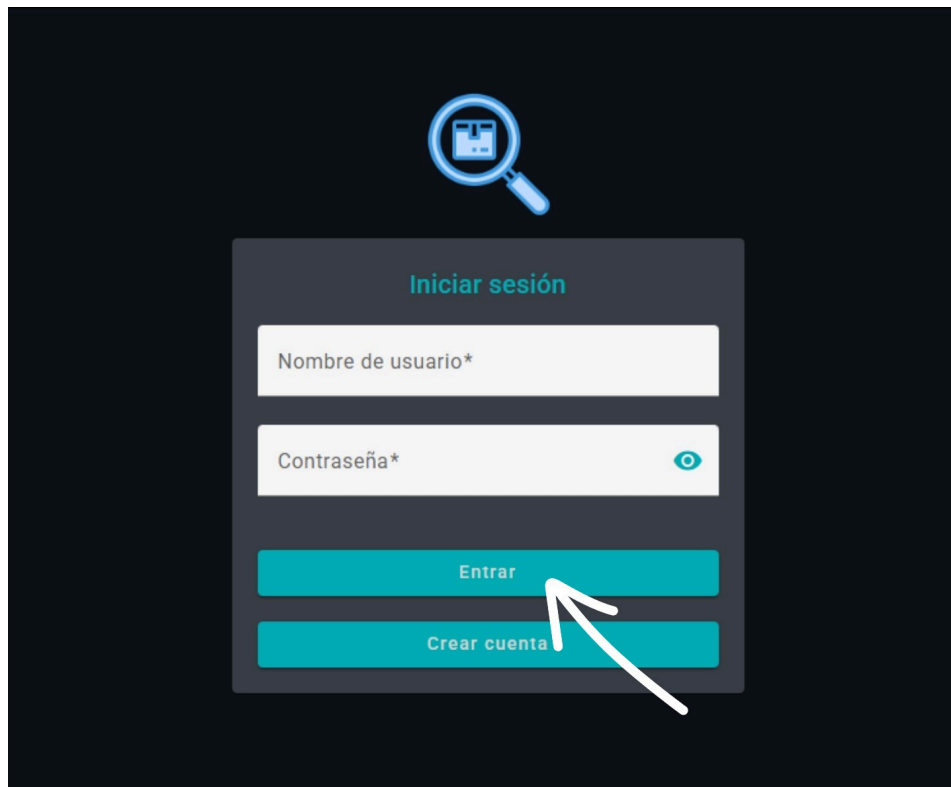 Iniciar sesión
Nombre de usuario*
Contraseña*
Entrar
Crear cuenta